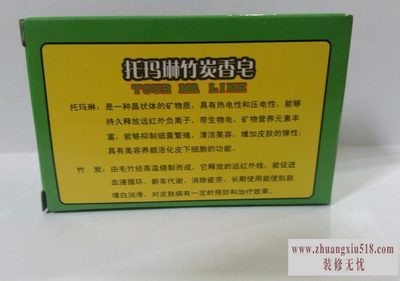 托玛琳竹炭香皂
TOUR MA LINE
托玛琳：是一种晶状体的矿物质，具有热电性和压电性，能够
持久释放远红外负离子，带生物电，矿物营养元素丰
富，能够抑制细菌繁殖，清洁美容，增加皮肤的弹性，
具有美容养颜活化皮下细胞的功能。
竹 炭：由毛竹经高温烧制而成，它释放的远红外线，能促进
血液循环、新车代谢、消除疲劳，长期使用能使肌肤
增白润滑，对皮肤病有一定的预防和治疗效果。
www.zhuangxiu518.com
装修无忧